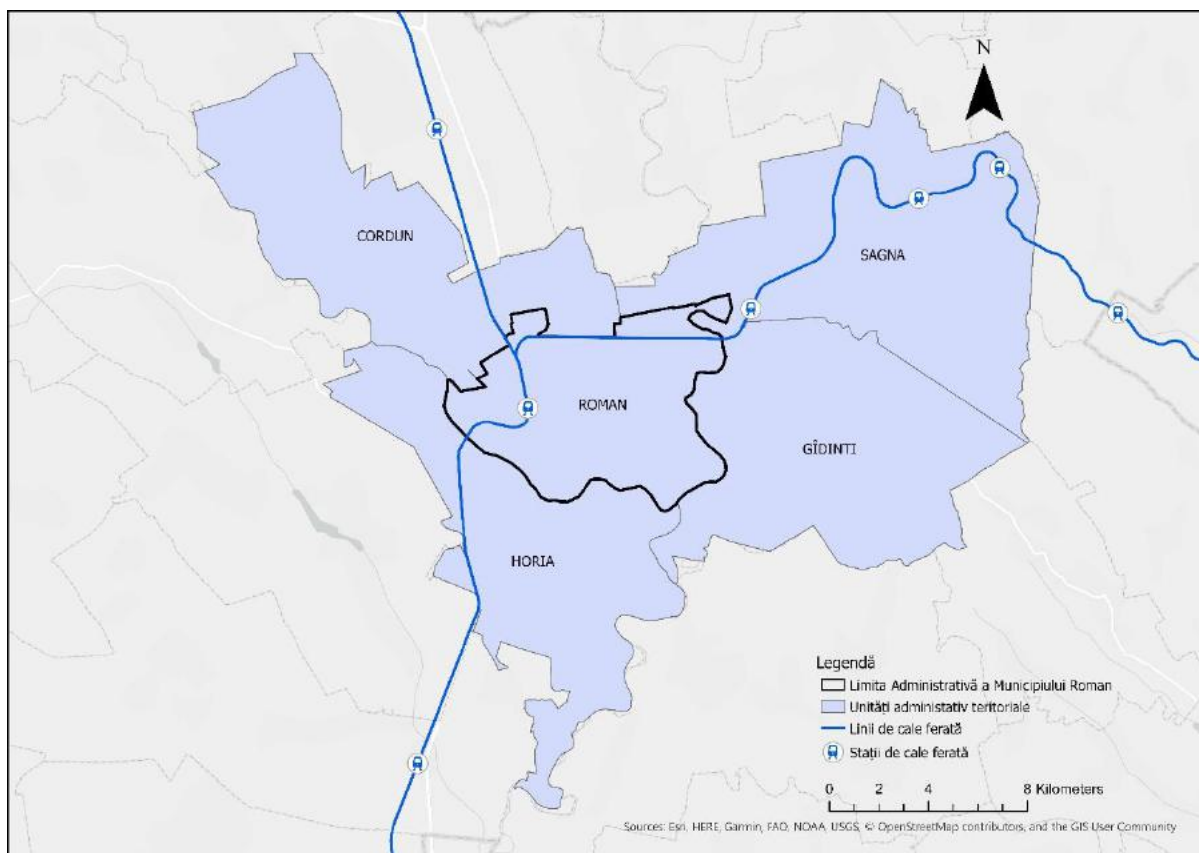 N
CORDUN
SAGNA
ROMAN
GÎDINTI
HORIA
Legendă
Limita Administrativă a Municipiului Roman
Unități administativ teritoriale
Linii de cale ferată
Stații de cale ferată
0 2 4 8 Kilometers
Sources: Esri, HERE, Garmin, FAO, NOAA, USGS, © OpenStreetMap contributors, and the GIS User Community